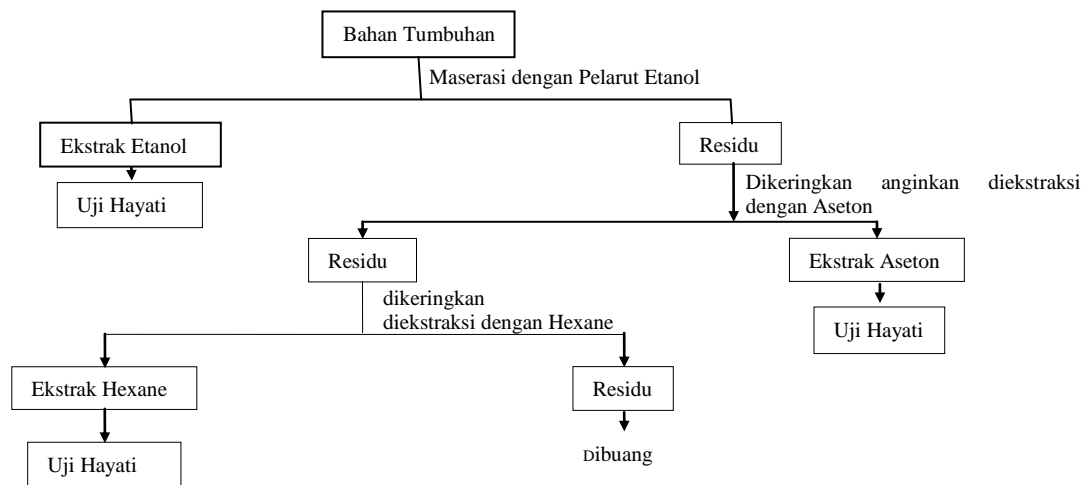 Bahan Tumbuhan
Maserasi dengan Pelarut Etanol
Ekstrak Etanol
Residu
Uji Hayati
Dikeringkan anginkan diekstraksi
dengan Aseton
Residu
Ekstrak Aseton
dikeringkan
diekstraksi dengan Hexane
Uji Hayati
Ekstrak Hexane
Residu
Uji Hayati
Dibuang